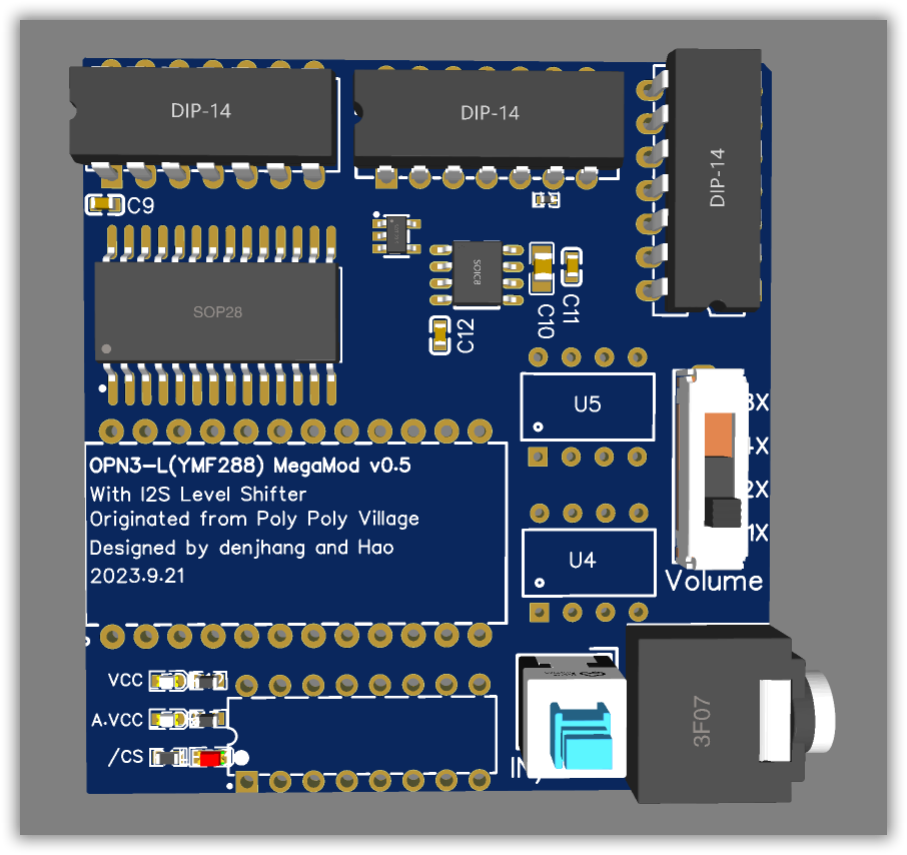 DIP-14
DIP-14
DIP-14
C9
SOP28
SOIC8
C10
C11
C12
U5
3X
4X
2X
1X
OPN3-L(YMF288) MegaMod v0.5
With I2S Level Shifter
Originated from Poly Poly Village
Designed by denjhang and Hao
2023.9.21
U4
Volume
VCC
A.VCC
/CS
IN/
3F07